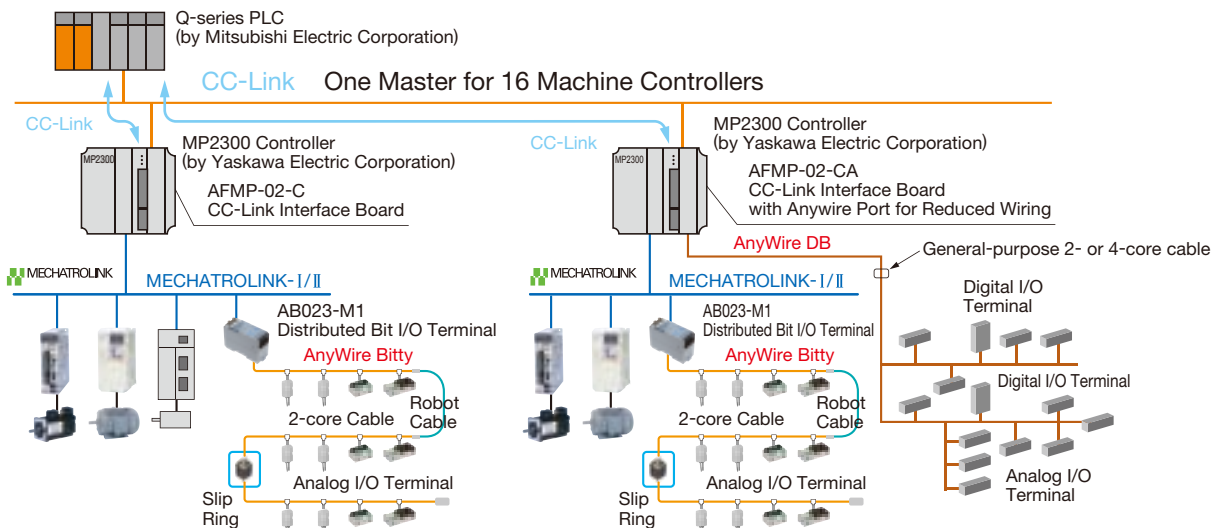 Q-series PLC
(by Mitsubishi Electric Corporation)
CC-Link One Master for 16 Machine Controllers
CC-Link
MP2300
MP2300 Controller
(by Yaskawa Electric Corporation)
AFMP-02-C
CC-Link Interface Board
CC-Link
MP2300
MP2300 Controller
(by Yaskawa Electric Corporation)
AFMP-02-CA
CC-Link Interface Board
with Anywire Port for Reduced Wiring
AnyWire DB
General-purpose 2- or 4-core cable
MECHATROLINK
MECHATROLINK-I/II
AB023-M1
Distributed Bit I/O Terminal
AnyWire Bitty
2-core Cable
Robot
Cable
Slip
Ring
Analog I/O Terminal
MECHATROLINK
MECHATROLINK-I/II
AB023-M1
Distributed Bit I/O Terminal
AnyWire Bitty
2-core Cable
Robot
Cable
Slip
Ring
Analog I/O Terminal
Digital I/O
Terminal
Digital I/O Terminal
Analog I/O
Terminal